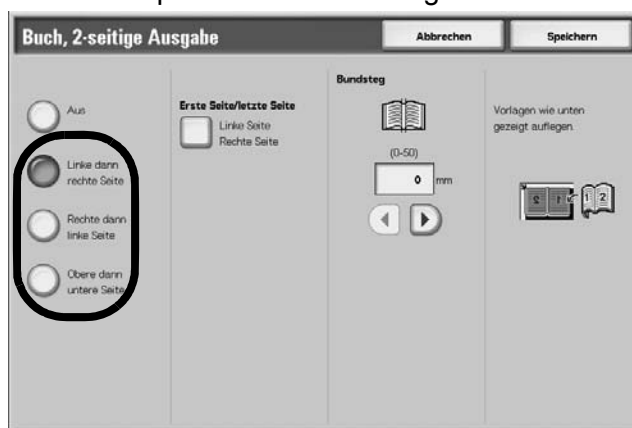 Buch, 2-seitige Ausgabe
Abbrechen
Speichern
Aus
Linke dann
rechte Seite
Rechte dann
linke Seite
Obere dann
untere Seite
Erste Seite/letzte Seite
Linke Seite
Rechte Seite
Bundsteg
(0-50)
0 mm
Vorlagen wie unten
gezeigt auflegen
2 1 1 2